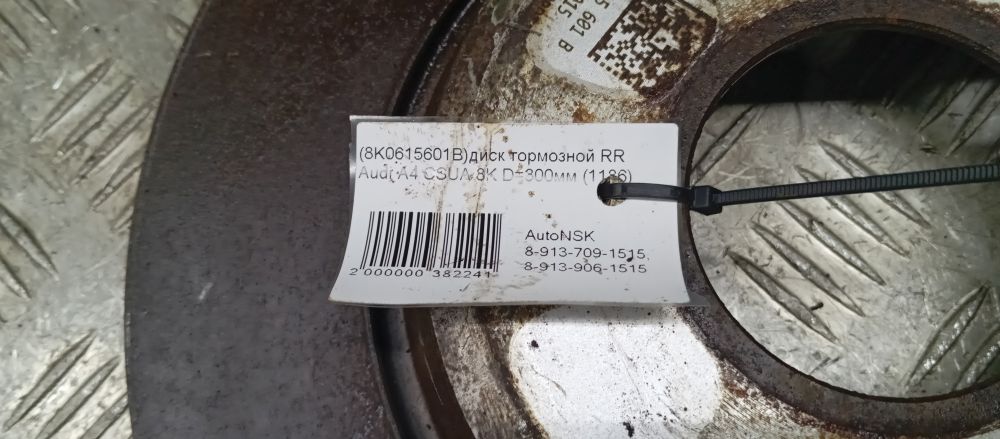 5 601 B
015
(8K0615601B)диск тормозной RR
Audi A4 CSUA 8K D=300мм (1186)
AutoNSK
8-913-709-1515,
8-913-906-1515
2 000000 382241